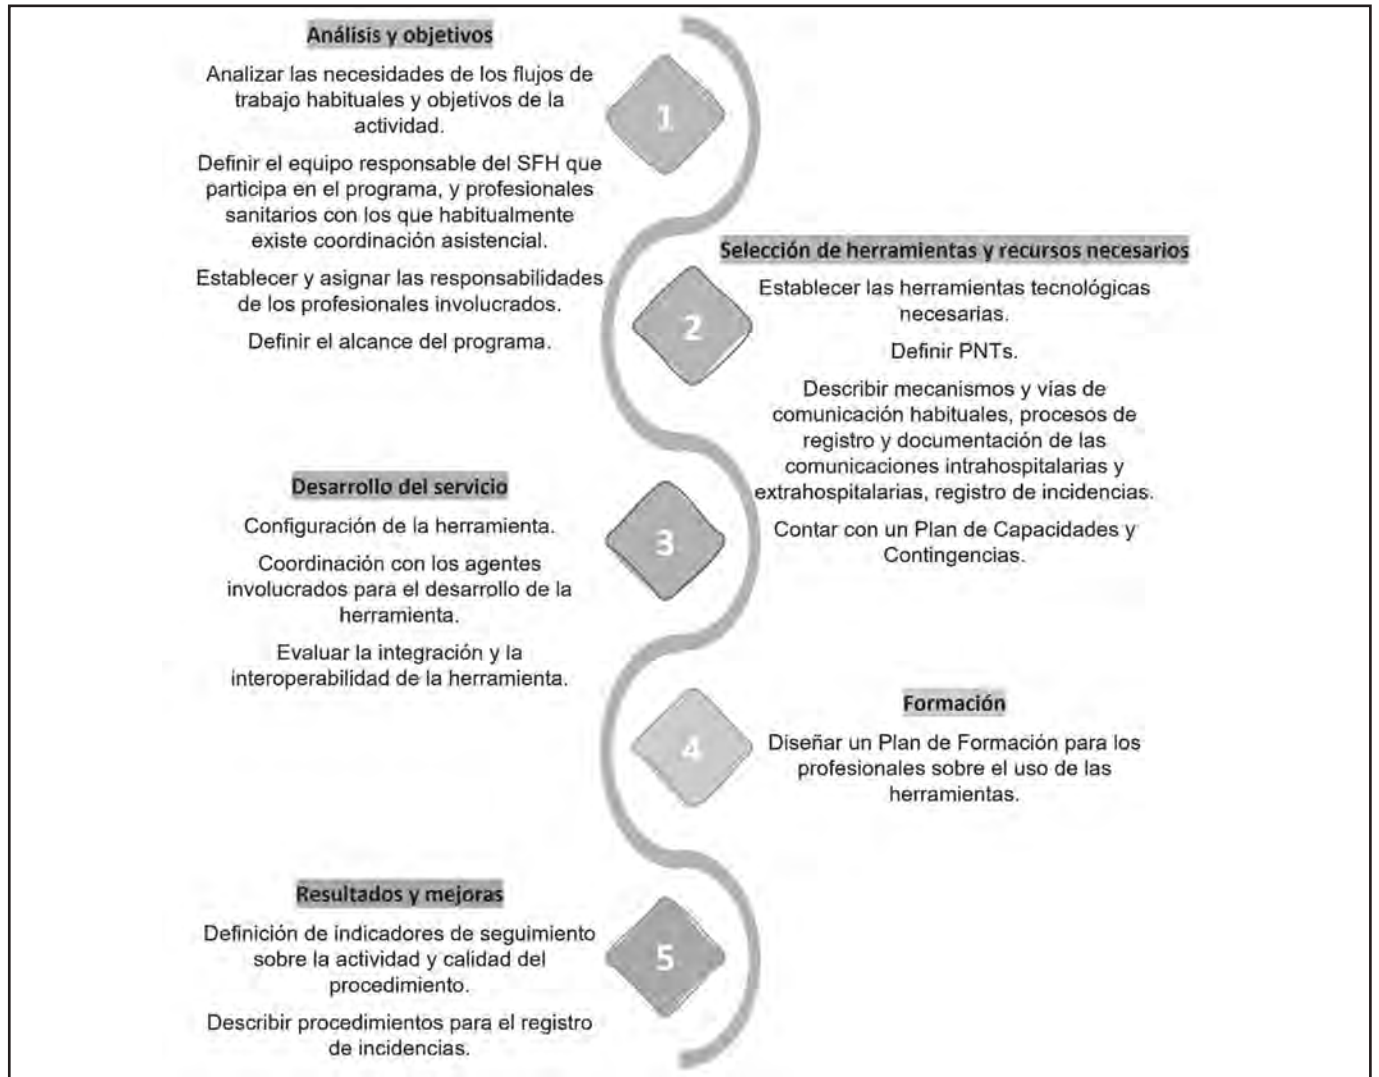 Análisis y objetivos
Analizar las necesidades de los flujos de
trabajo habituales y objetivos de la
actividad.
Definir el equipo responsable del SFH que
participa en el programa, y profesionales
sanitarios con los que habitualmente
existe coordinación asistencial.
Establecer y asignar las responsabilidades
de los profesionales involucrados.
Definir el alcance del programa.
1
Selección de herramientas y recursos necesarios
Establecer las herramientas tecnológicas
necesarias.
Definir PNTs.
Describir mecanismos y vías de
comunicación habituales, procesos de
registro y documentación de las
comunicaciones intrahospitalarias y
extrahospitalarias, registro de incidencias.
Contar con un Plan de Capacidades y
Contingencias.
2
Desarrollo del servicio
Configuración de la herramienta.
Coordinación con los agentes
involucrados para el desarrollo de la
herramienta.
Evaluar la integración y la
interoperabilidad de la herramienta.
3
Formación
Diseñar un Plan de Formación para los
profesionales sobre el uso de las
herramientas.
4
Resultados y mejoras
Definición de indicadores de seguimiento
sobre la actividad y calidad del
procedimiento.
Describir procedimientos para el registro
de incidencias.
5